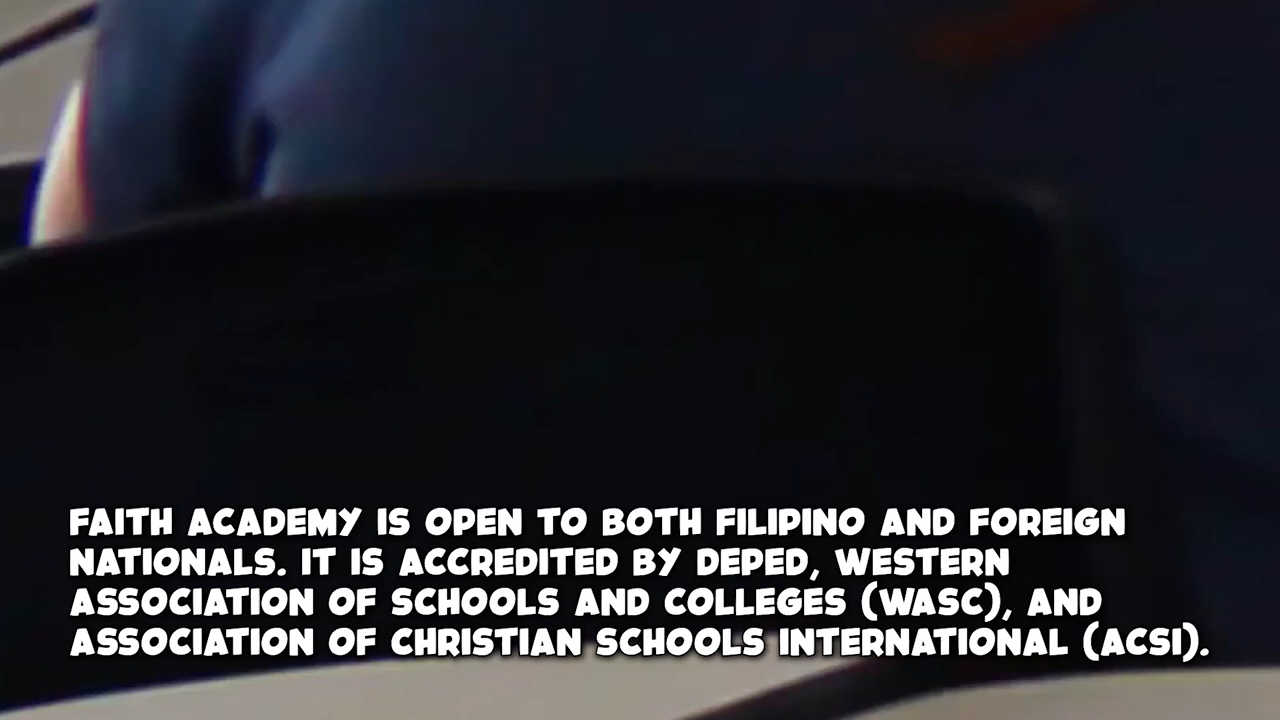 FAITH ACADEMY IS OPEN TO BOTH FILIPINO AND FOREIGN
NATIONALS. IT IS ACCREDITED BY DEPED, WESTERN
ASSOCIATION OF SCHOOLS AND COLLEGES (WASC), AND
ASSOCIATION OF CHRISTIAN SCHOOLS INTERNATIONAL (ACSI).